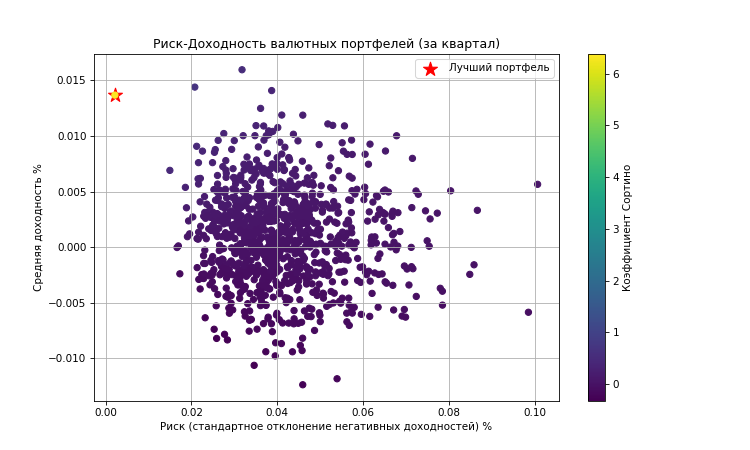 Риск-Доходность валютных портфелей (за квартал)
Лучший портфель
Средняя доходность %
0.015
0.010
0.005
0.000
−0.005
−0.010
0.00 0.02 0.04 0.06 0.08 0.10
Риск (стандартное отклонение негативных доходностей) %
6
5
4
3
2
1
0
Коэффициент Сортино